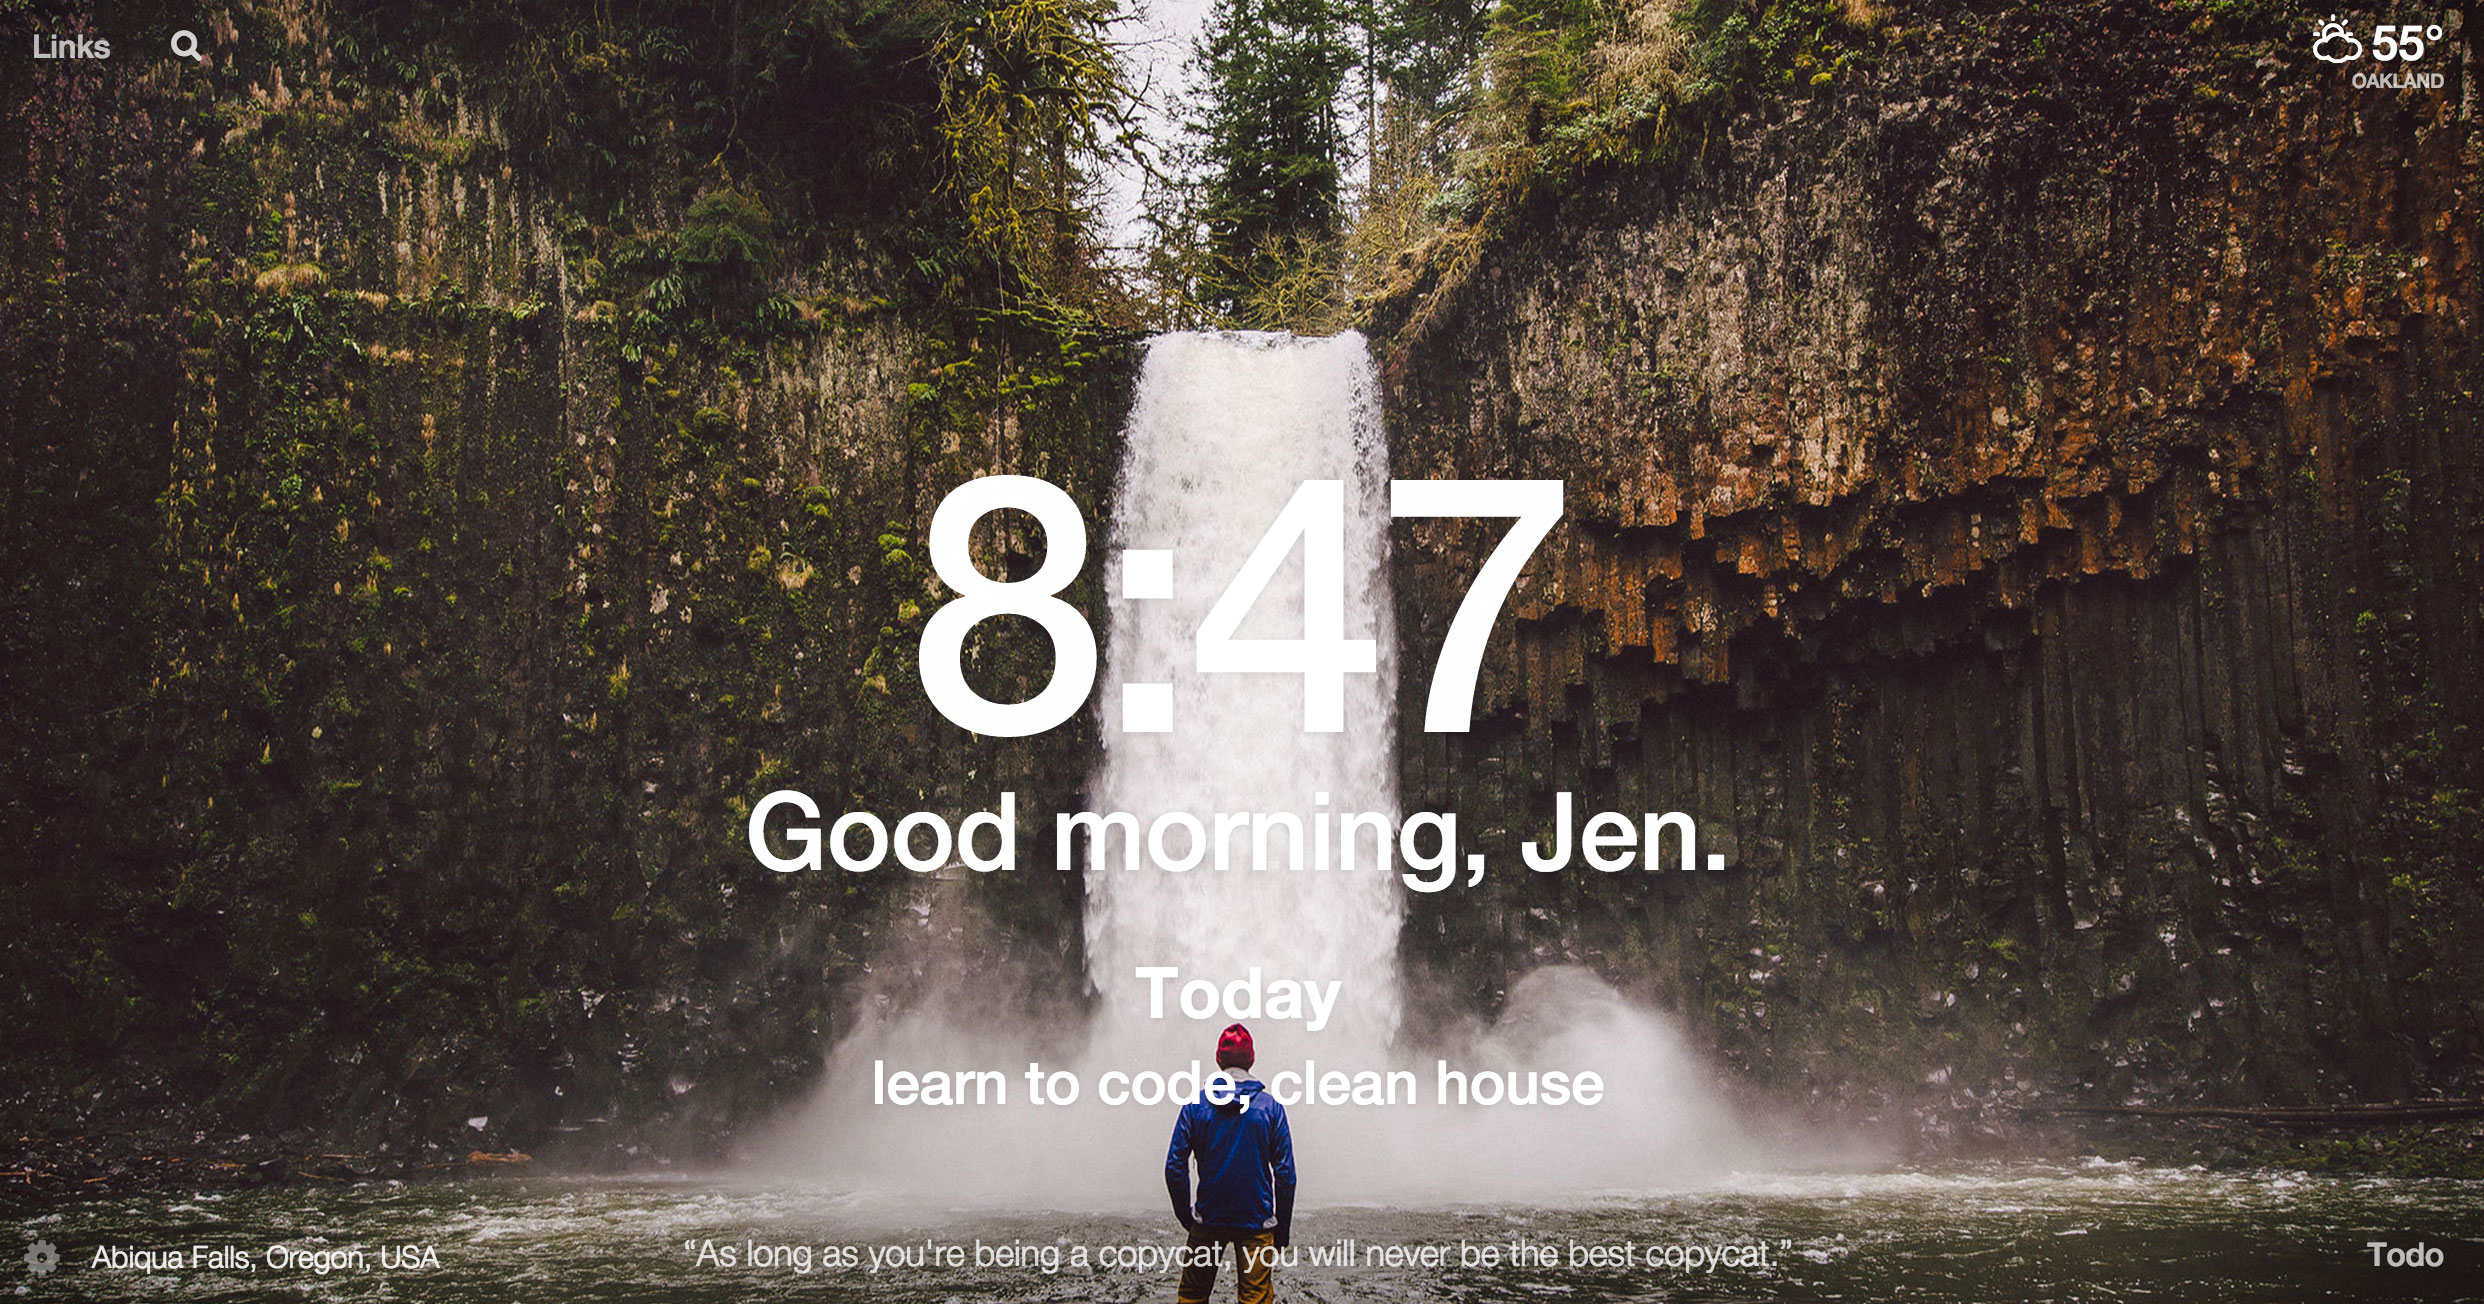 Links
55°
OAKLAND
8:47
Good morning, Jen.
Today
learn to code, clean house
Abiqua Falls, Oregon, USA
“As long as you're being a copycat, you will never be the best copycat.”
Todo